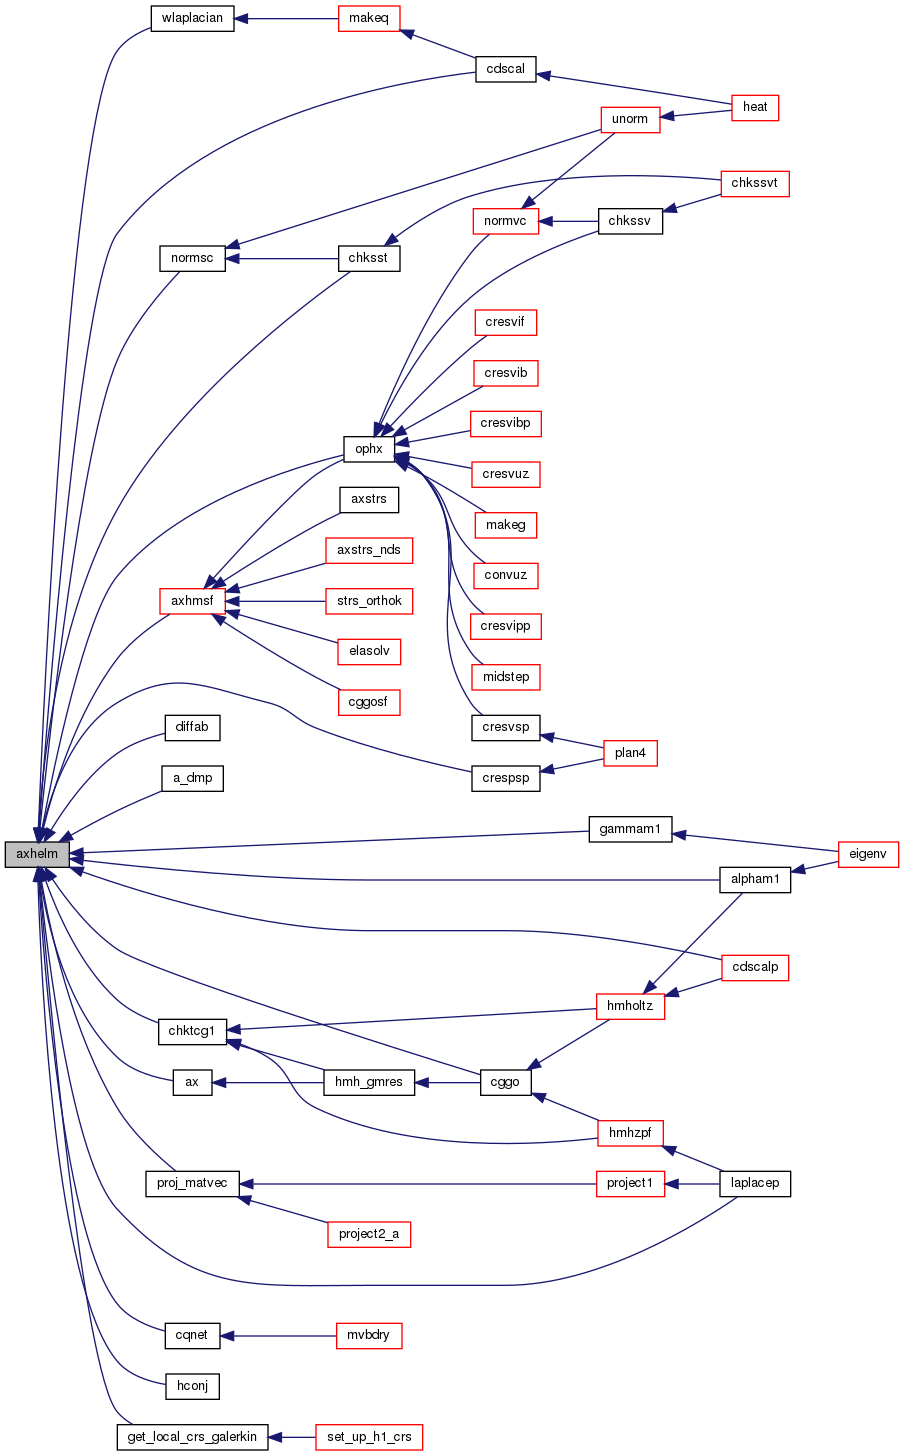 wlaplacian
makeq
cdscal
heat
unorm
chkssvt
normvc
chkssv
normsc
chksst
cresvif
cresvib
cresvibp
ophx
cresvuz
axstrs
makeg
axstrs_nds
convuz
axhmsf
strs_orthok
cresvipp
elasolv
midstep
cggosf
diffab
cresvsp
plan4
a_dmp
crespsp
gammam1
axhelm
eigenv
alpham1
cdscalp
hmholtz
chktcg1
ax
hmh_gmres
cggo
hmhzpf
proj_matvec
project1
laplacep
project2_a
cqnet
mvbdry
hconj
get_local_crs_galerkin
set_up_h1_crs